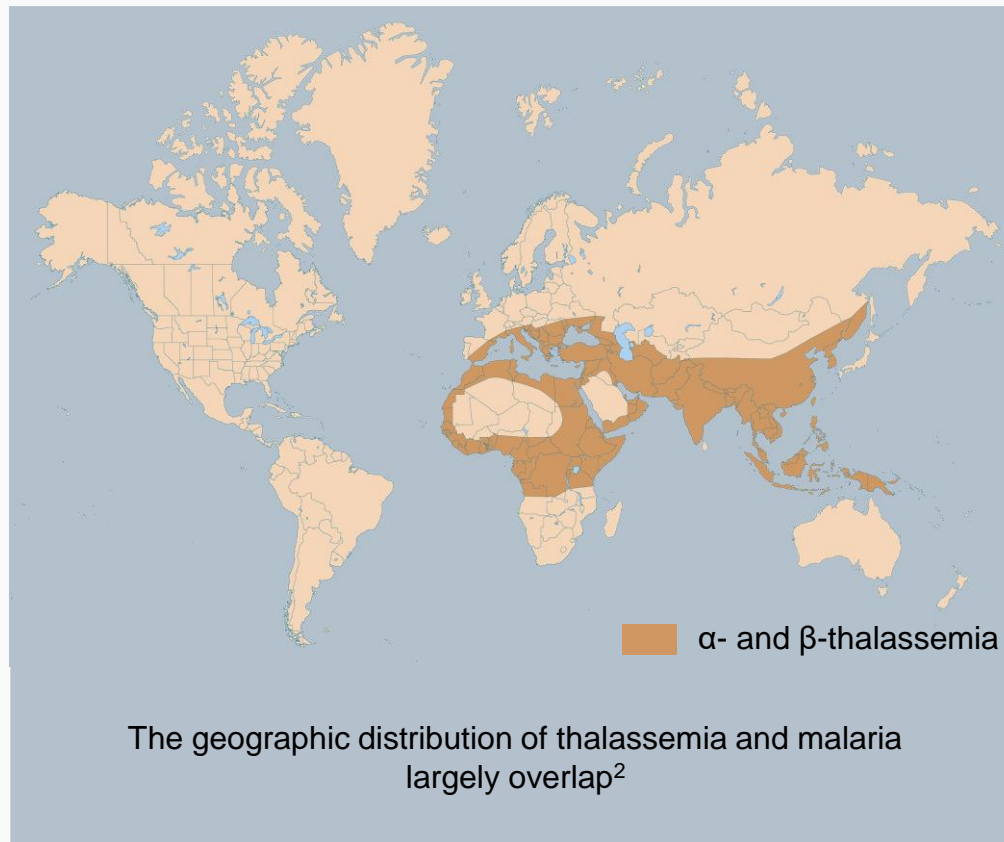 α- and β-thalassemia
The geographic distribution of thalassemia and malaria
largely overlap²